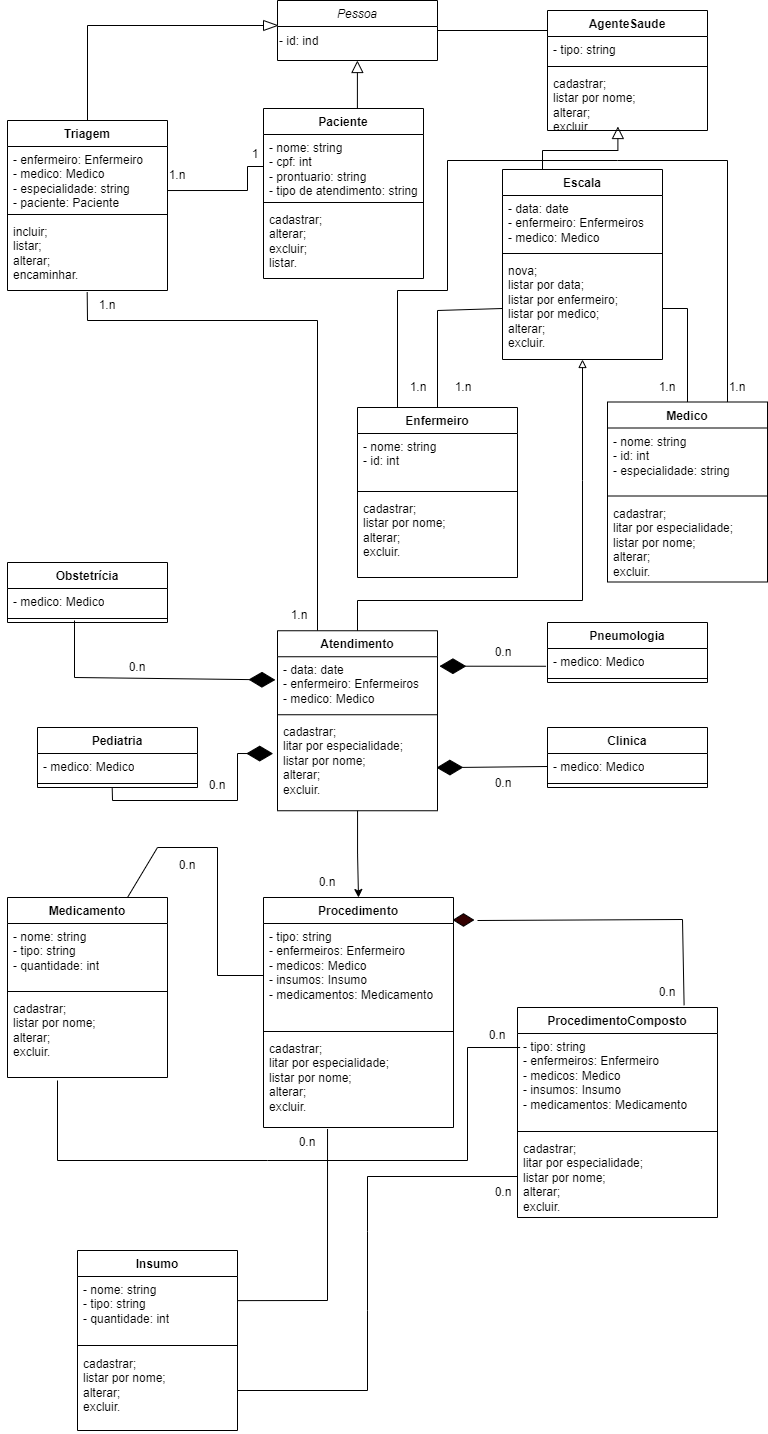 Pessoa
- id: ind
AgenteSaude
- tipo: string
cadastrar;
listar por nome;
alterar;
excluir
Triagem
- enfermeiro: Enfermeiro
- medico: Medico
- especialidade: string
- paciente: Paciente
incluir;
listar;
alterar;
encaminhar.
1.n
1
Paciente
- nome: string
- cpf: int
- prontuario: string
- tipo de atendimento: string
cadastrar;
alterar;
excluir;
listar.
Escala
- data: date
- enfermeiro: Enfermeiros
- medico: Medico
nova;
listar por data;
listar por enfermeiro;
listar por medico;
alterar;
excluir.
1.n
1.n
1.n
1.n
1.n
Enfermeiro
- nome: string
- id: int
cadastrar;
listar por nome;
alterar;
excluir.
Medico
- nome: string
- id: int
- especialidade: string
cadastrar;
litar por especialidade;
listar por nome;
alterar;
excluir.
Obstetrícia
- medico: Medico
0.n
1.n
Atendimento
- data: date
- enfermeiro: Enfermeiros
- medico: Medico
cadastrar;
litar por especialidade;
listar por nome;
alterar;
excluir.
0.n
Pneumologia
- medico: Medico
Pediatria
- medico: Medico
0.n
Clinica
- medico: Medico
0.n
0.n
0.n
Medicamento
- nome: string
- tipo: string
- quantidade: int
cadastrar;
listar por nome;
alterar;
excluir.
Procedimento
- tipo: string
- enfermeiros: Enfermeiro
- medicos: Medico
- insumos: Insumo
- medicamentos: Medicamento
cadastrar;
litar por especialidade;
listar por nome;
alterar;
excluir.
0.n
0.n
ProcedimentoComposto
- tipo: string
- enfermeiros: Enfermeiro
- medicos: Medico
- insumos: Insumo
- medicamentos: Medicamento
cadastrar;
litar por especialidade;
listar por nome;
alterar;
excluir.
0.n
0.n
Insumo
- nome: string
- tipo: string
- quantidade: int
cadastrar;
listar por nome;
alterar;
excluir.